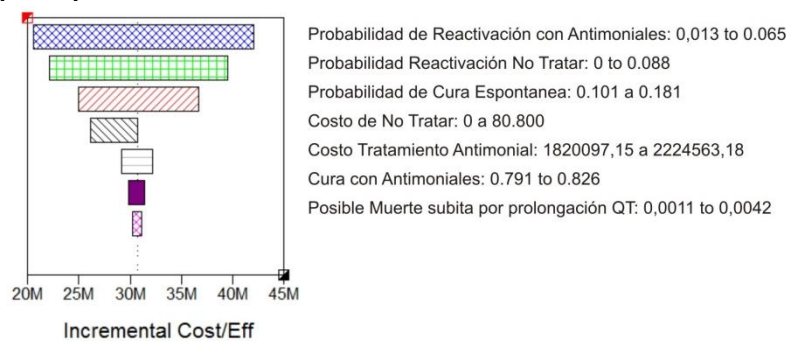 Probabilidad de Reactivación con Antimoniales: 0,013 to 0.065
Probabilidad Reactivación No Tratar: 0 to 0.088
Probabilidad de Cura Espontanea: 0.101 a 0.181
Costo de No Tratar: 0 a 80.800
Costo Tratamiento Antimonial: 1820097,15 a 2224563,18
Cura con Antimoniales: 0.791 to 0.826
Posible Muerte subita por prolongación QT: 0,0011 to 0,0042
20M 25M 30M 35M 40M 45M
Incremental Cost/Eff